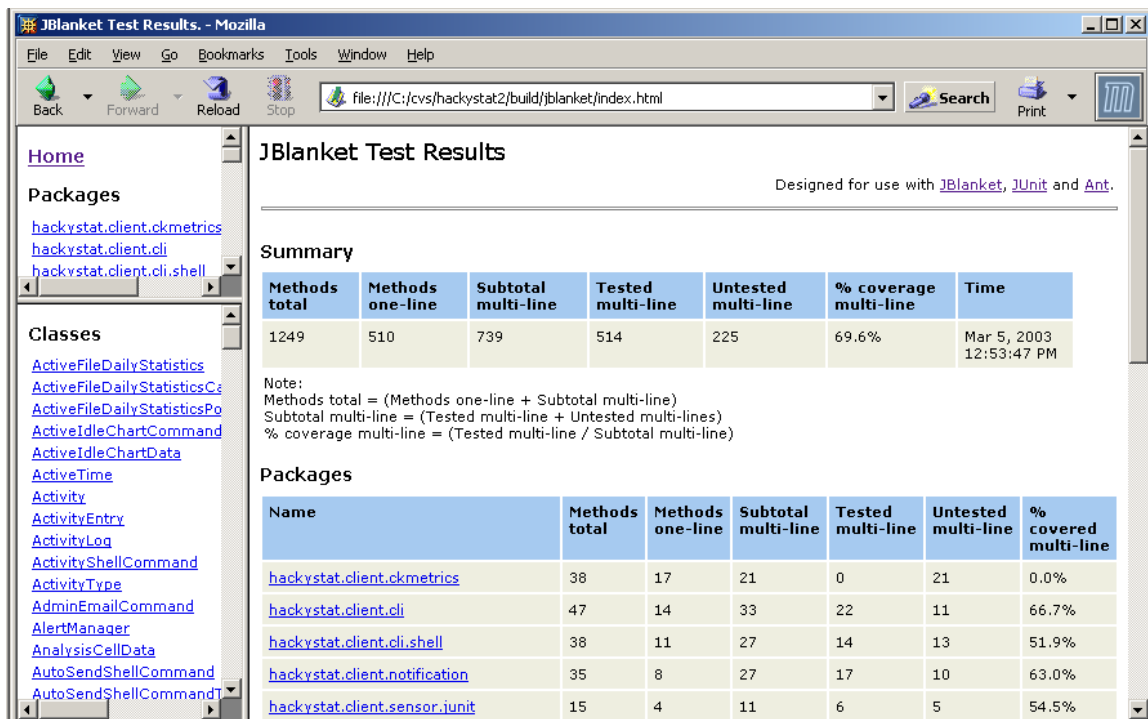 JBlanket Test Results. - Mozilla
File Edit View Go Bookmarks Tools Window Help
Back Forward Reload Stop file:///C:/cvs/hackystat2/build/jblanket/index.html Search Print
Home
Packages
hackystat.client.ckmetrics
hackystat.client.cli
hackystat.client.cli.shell
Classes
ActiveFileDailyStatistics
ActiveFileDailyStatisticsCa
ActiveFileDailyStatisticsPo
ActiveIdleChartCommand
ActiveIdleChartData
ActiveTime
Activity
ActivityEntry
ActivityLog
ActivityShellCommand
ActivityType
AdminEmailCommand
AlertManager
AnalysisCellData
AutoSendShellCommand
AutoSendShellCommandT
JBlanket Test Results
Designed for use with JBlanket, JUnit and Ant.
Summary
Methods total Methods one-line Subtotal multi-line Tested multi-line Untested multi-line % coverage multi-line Time
1249 510 739 514 225 69.6% Mar 5, 2003 12:53:47 PM
Note:
Methods total = (Methods one-line + Subtotal multi-line)
Subtotal multi-line = (Tested multi-line + Untested multi-lines)
% coverage multi-line = (Tested multi-line / Subtotal multi-line)
Packages
Name Methods total Methods one-line Subtotal multi-line Tested multi-line Untested multi-line % covered multi-line
hackystat.client.ckmetrics 38 17 21 0 21 0.0%
hackystat.client.cli 47 14 33 22 11 66.7%
hackystat.client.cli.shell 38 11 27 14 13 51.9%
hackystat.client.notification 35 8 27 17 10 63.0%
hackystat.client.sensor.junit 15 4 11 6 5 54.5%